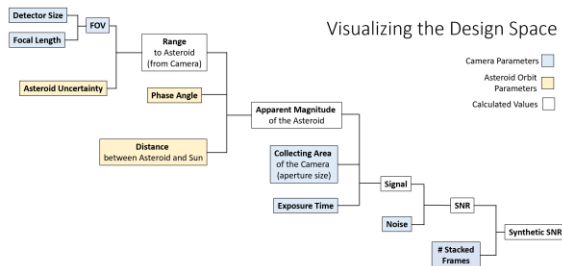 Visualizing the Design Space
Detector Size
FOV
Focal Length
Range
to Asteroid
(from Camera)
Asteroid Uncertainty
Phase Angle
Distance
between Asteroid and Sun
Camera Parameters
Asteroid Orbit
Parameters
Calculated Values
Apparent Magnitude
of the Asteroid
Collecting Area
of the Camera
(aperture size)
Exposure Time
Signal
Noise
SNR
# Stacked
Frames
Synthetic SNR